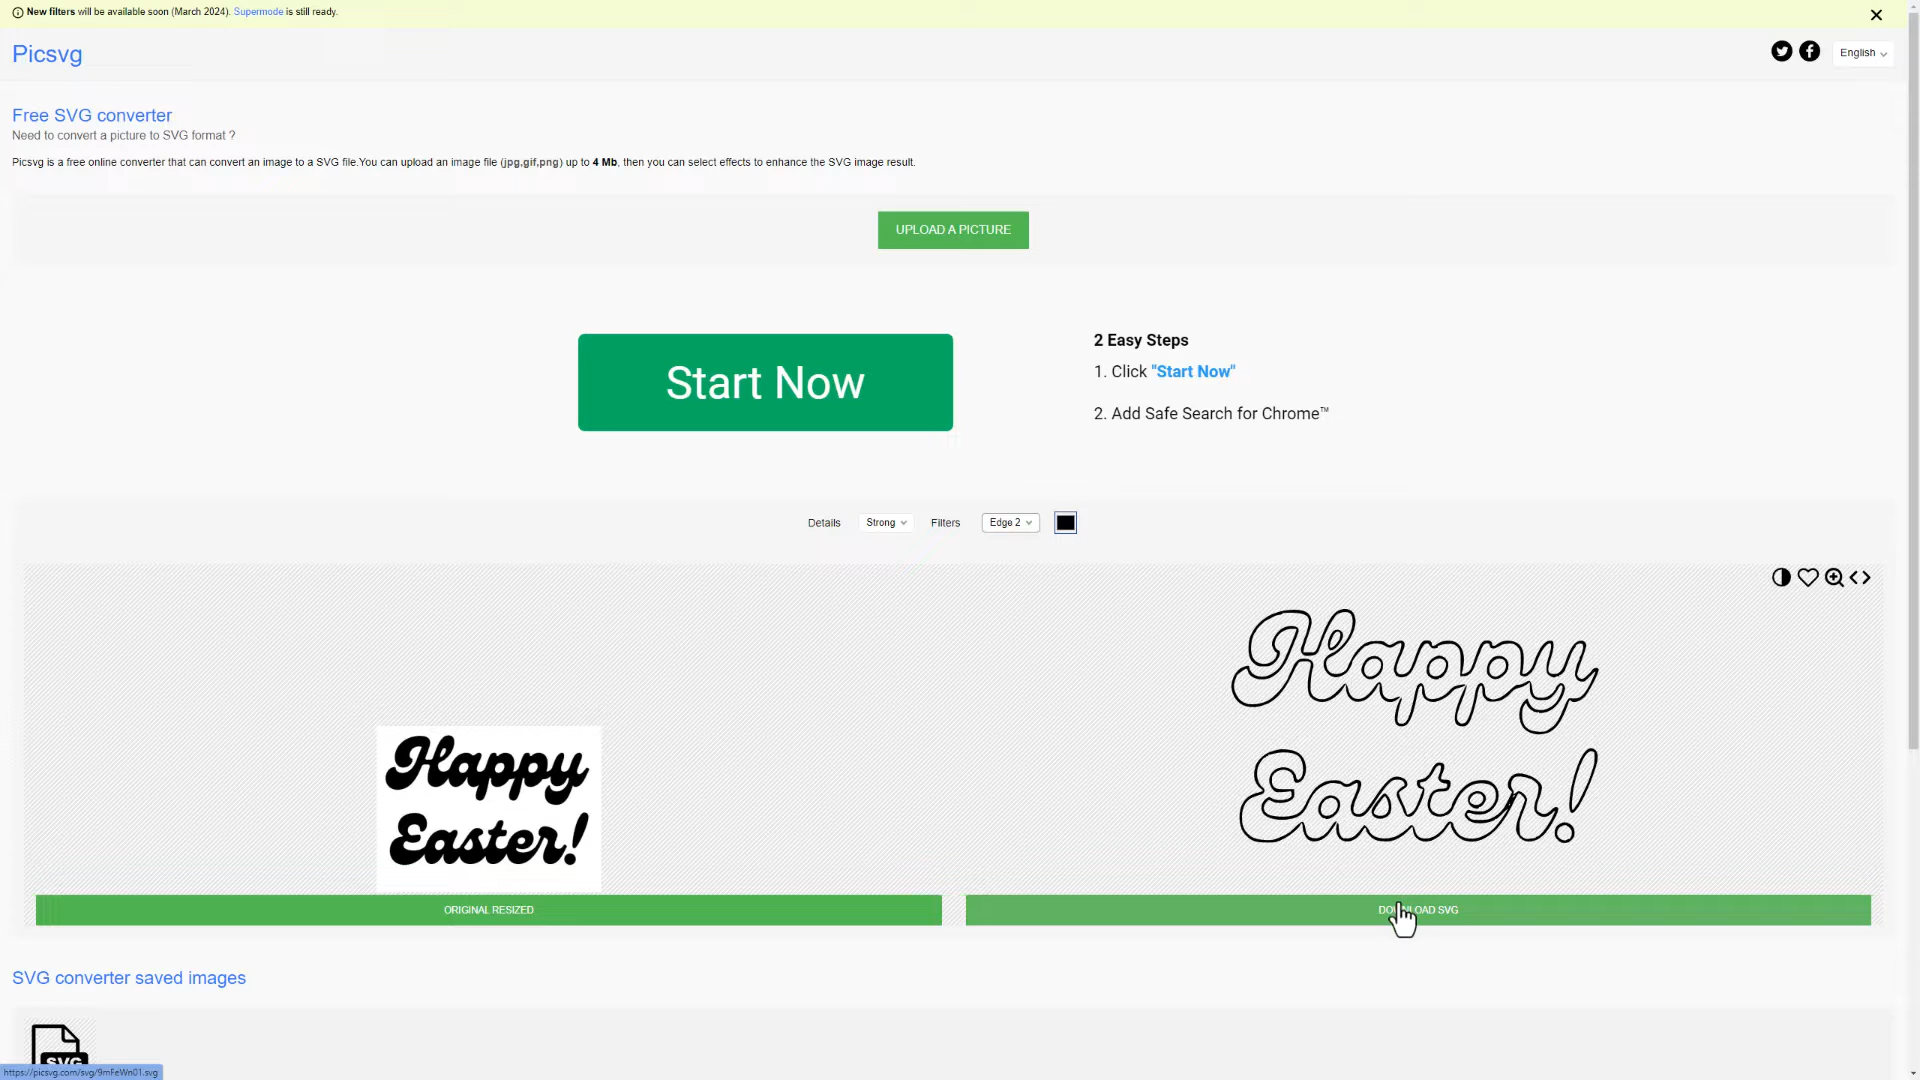 New filters will be available soon (March 2024). Supermode is still ready.
Picsvg
English
Free SVG converter
Need to convert a picture to SVG format ?
Picsvg is a free online converter that can convert an image to a SVG file.You can upload an image file (jpg,gif,png) up to 4 Mb, then you can select effects to enhance the SVG image result.
UPLOAD A PICTURE
Start Now
2 Easy Steps
1. Click "Start Now"
2. Add Safe Search for Chrome™
Details
Strong
Filters
Edge 2
Happy
Easter!
Happy
Easter!
ORIGINAL RESIZED
DOWNLOAD SVG
SVG converter saved images
SVG
https://picsvg.com/svg/9mFeWn01.svg